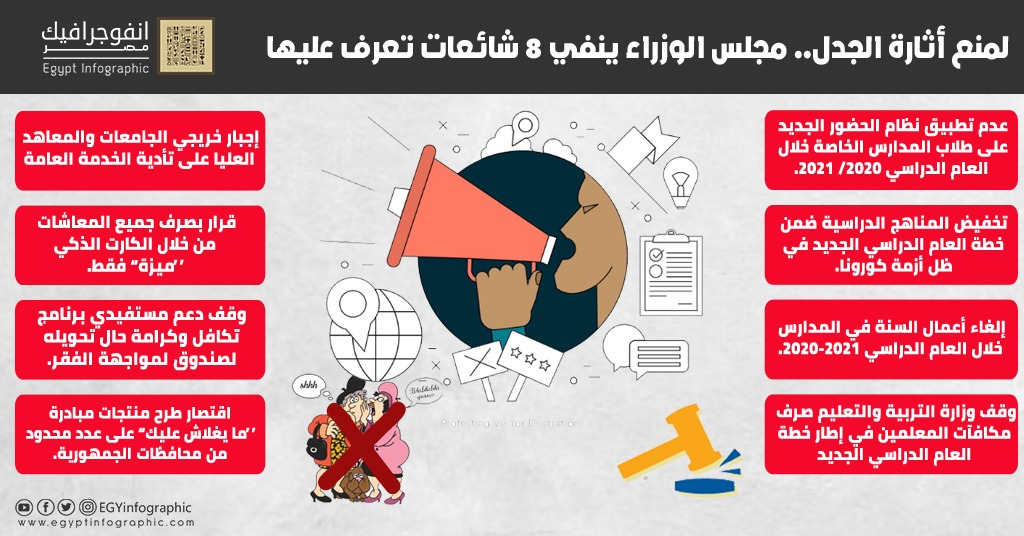 لمنع أثارة الجدل.. مجلس الوزراء ينفي 8 شائعات تعرف عليها
انفوجرافيك
مصر
Egypt Infographic
عدم تطبيق نظام الحضور الجديد
على طلاب المدارس الخاصة خلال
العام الدراسي 2020/ 2021.
تخفيض المناهج الدراسية ضمن
خطة العام الدراسي الجديد في
ظل أزمة كورونا.
إلغاء أعمال السنة في المدارس
خلال العام الدراسي 2021-2020.
وقف وزارة التربية والتعليم صرف
مكافآت المعلمين في إطار خطة
العام الدراسي الجديد
إجبار خريجي الجامعات والمعاهد
العليا على تأدية الخدمة العامة
قرار بصرف جميع المعاشات
من خلال الكارت الذكي
’’ميزة‘‘ فقط.
وقف دعم مستفيدي برنامج
تكافل وكرامة حال تحويله
لصندوق لمواجهة الفقر.
اقتصار طرح منتجات مبادرة
’’ما يغلاش عليك‘‘ على عدد محدود
من محافظات الجمهورية.
shhh
Protesting Vector Illustration
EGYinfographic
www.egyptinfographic.com